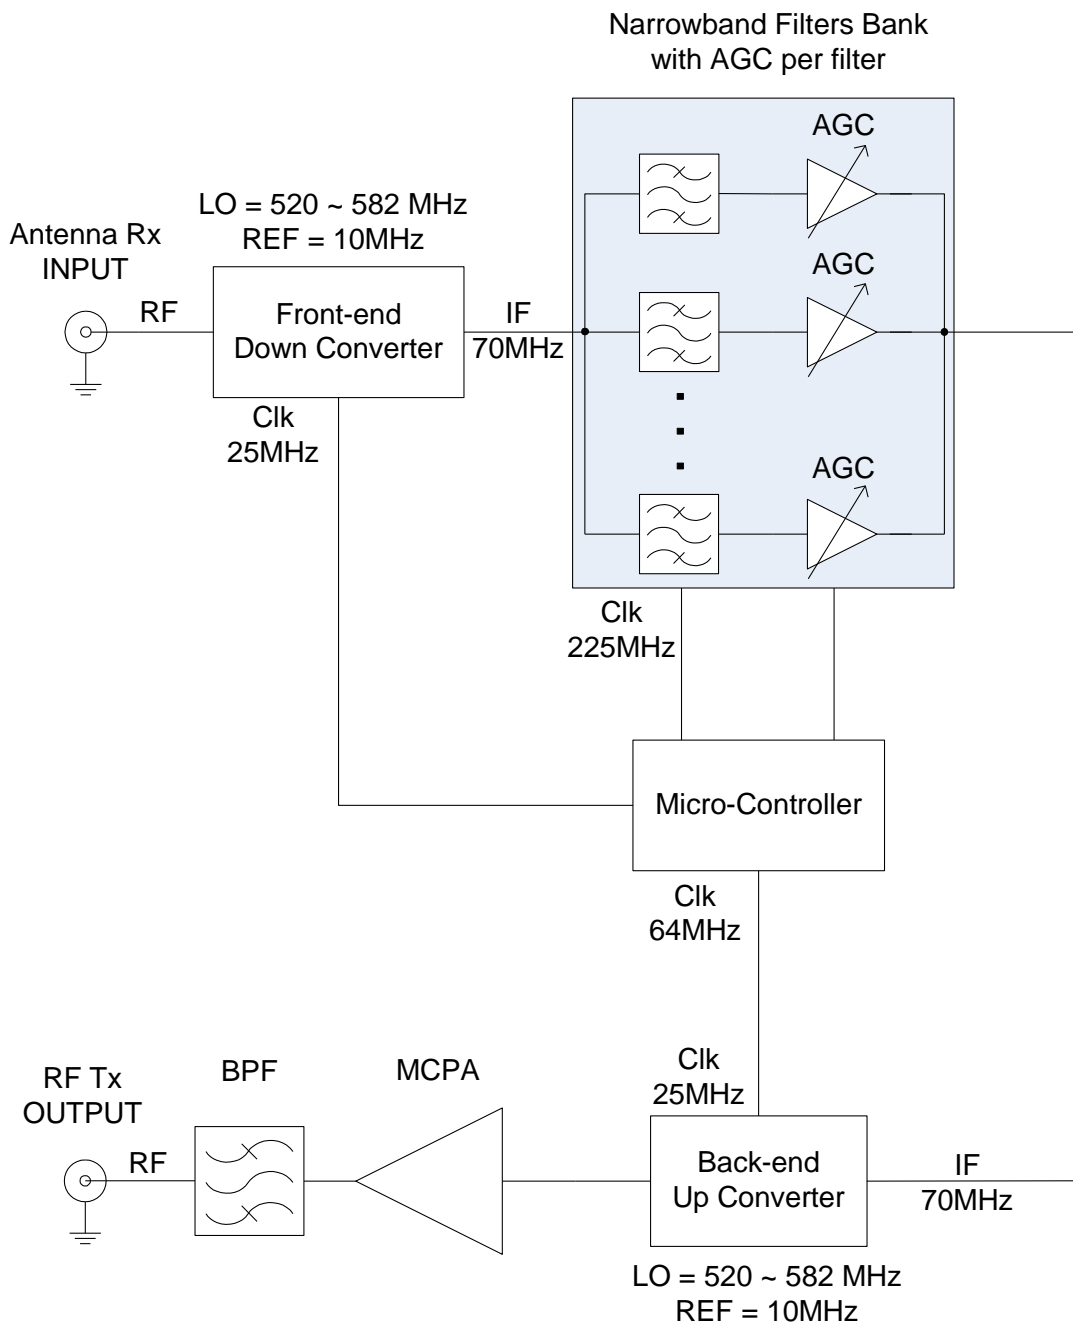 Narrowband Filters Bank
with AGC per filter
AGC
LO = 520 ~ 582 MHz
REF = 10MHz
Antenna Rx
INPUT
RF
Front-end
Down Converter
IF
70MHz
AGC
Clk
25MHz
AGC
Clk
225MHz
Micro-Controller
Clk
64MHz
Clk
25MHz
RF Tx
OUTPUT
BPF
MCPA
RF
Back-end
Up Converter
IF
70MHz
LO = 520 ~ 582 MHz
REF = 10MHz